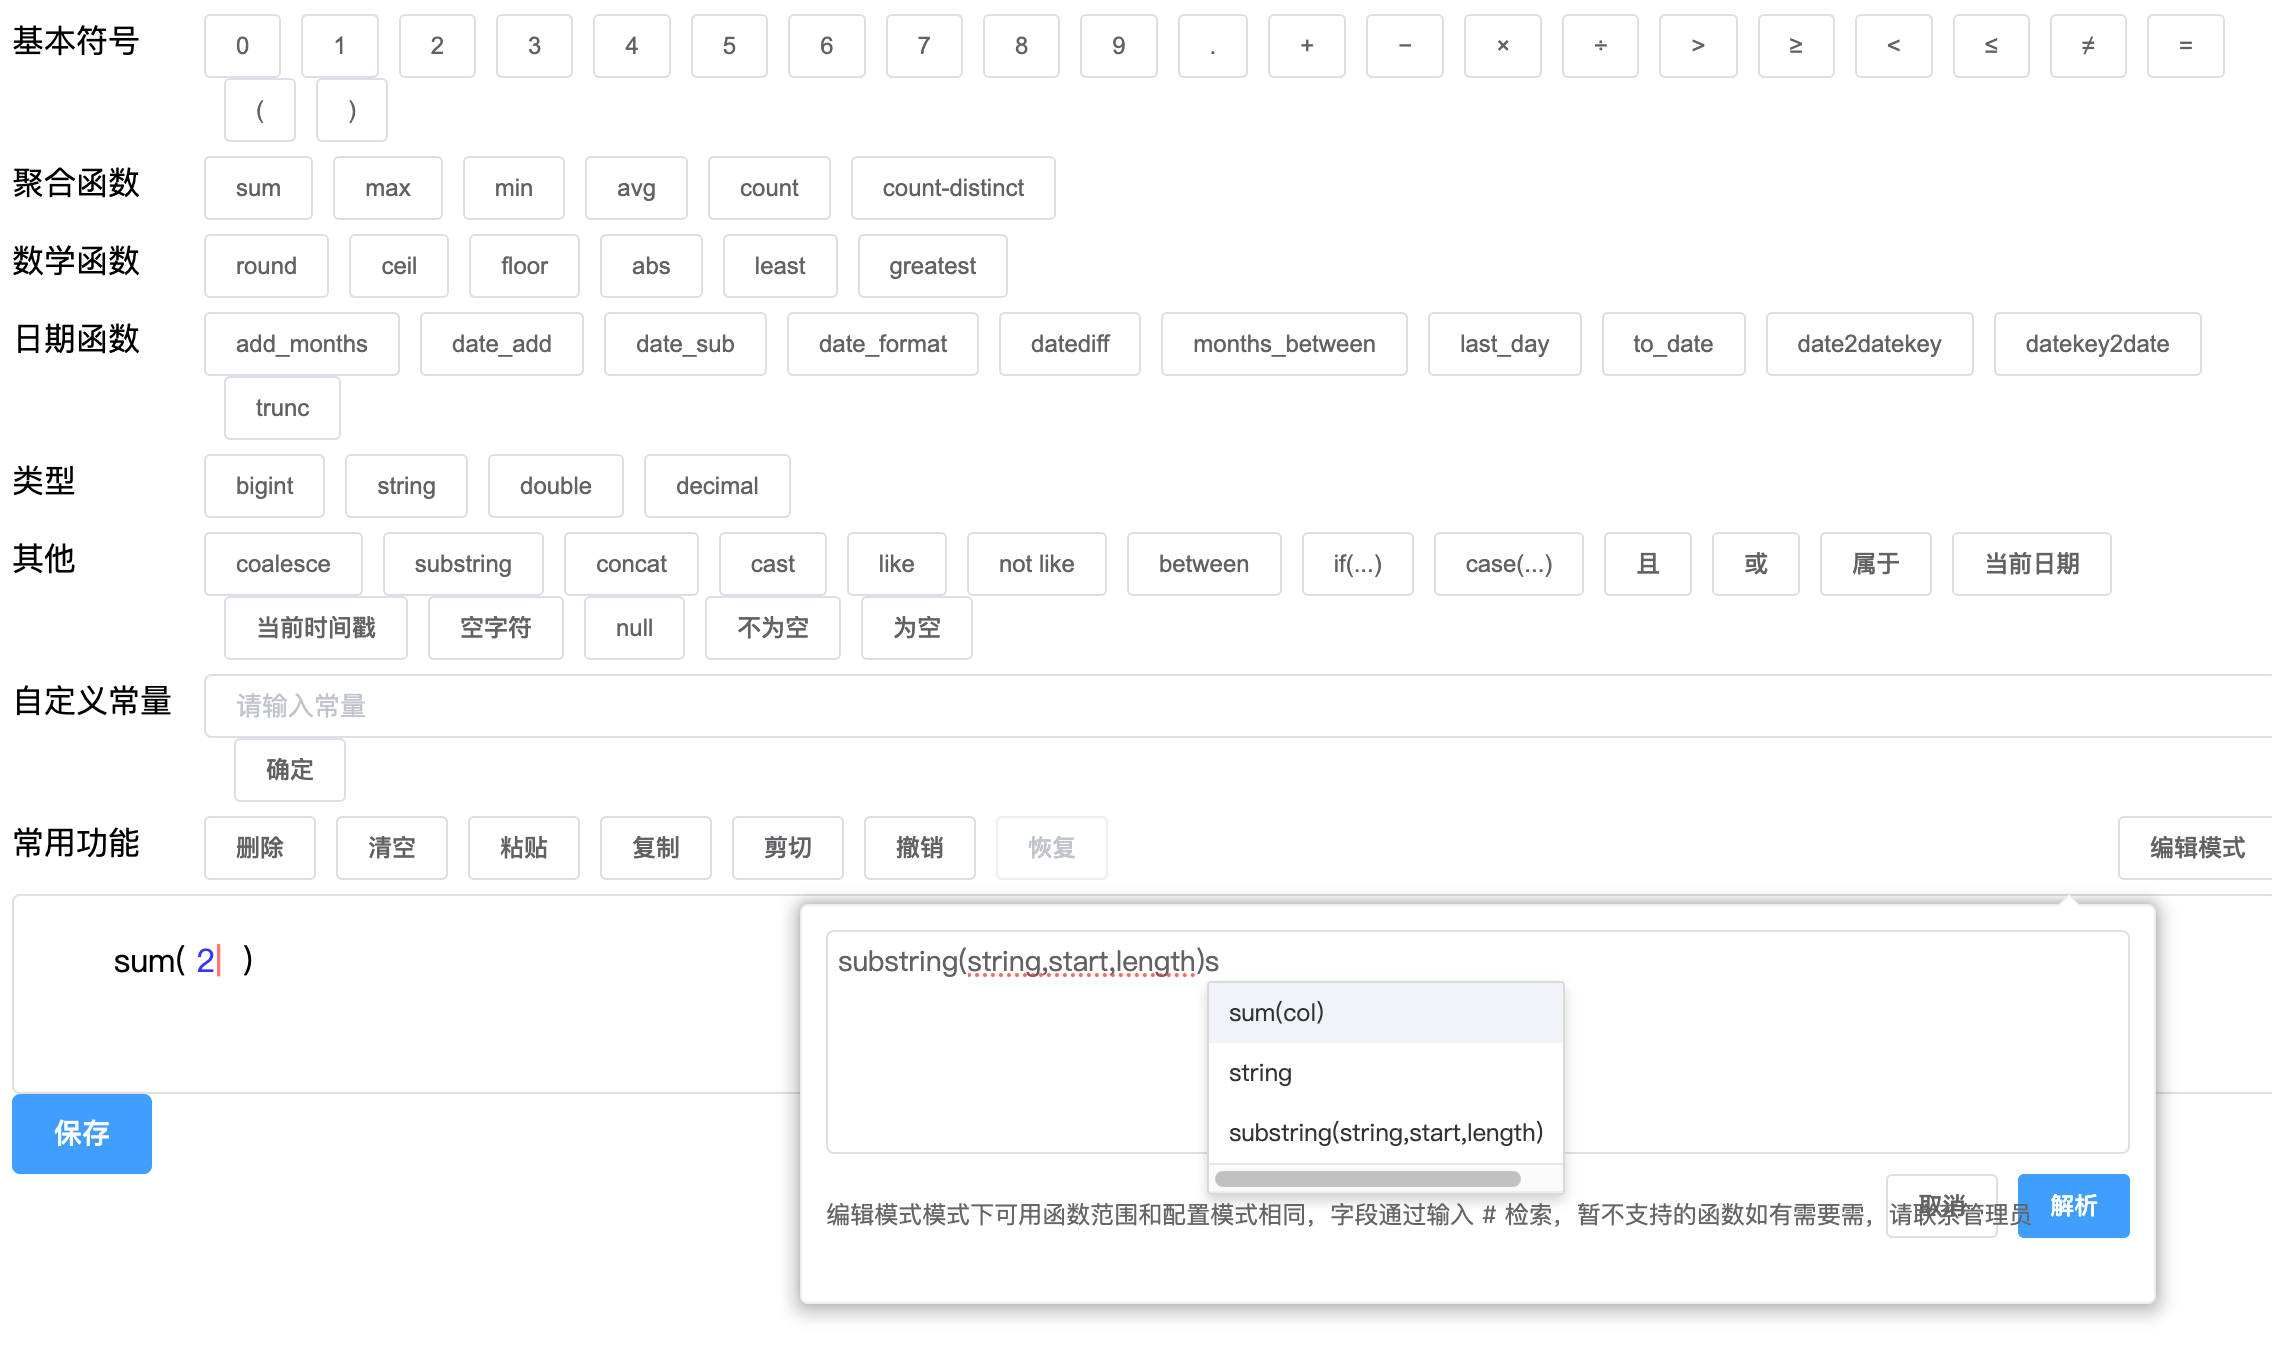 基本符号 0 1 2 3 4 5 6 7 8 9 . + − × ÷ > ≥ < ≤ ≠ =
( )
聚合函数 sum max min avg count count-distinct
数学函数 round ceil floor abs least greatest
日期函数 add_months date_add date_sub date_format datediff months_between last_day to_date date2datekey datekey2date
trunc
类型 bigint string double decimal
其他 coalesce substring concat cast like not like between if(...) case(...) 且 或 属于 当前日期
当前时间戳 空字符 null 不为空 为空
自定义常量 请输入常量
确定
常用功能 删除 清空 粘贴 复制 剪切 撤销 恢复 编辑模式
sum( 2 )
substring(string,start,length)s
sum(col)
string
substring(string,start,length)
保存
取消 解析
编辑模式模式下可用函数范围和配置模式相同，字段通过输入 # 检索，暂不支持的函数如有需要需，请联系管理员